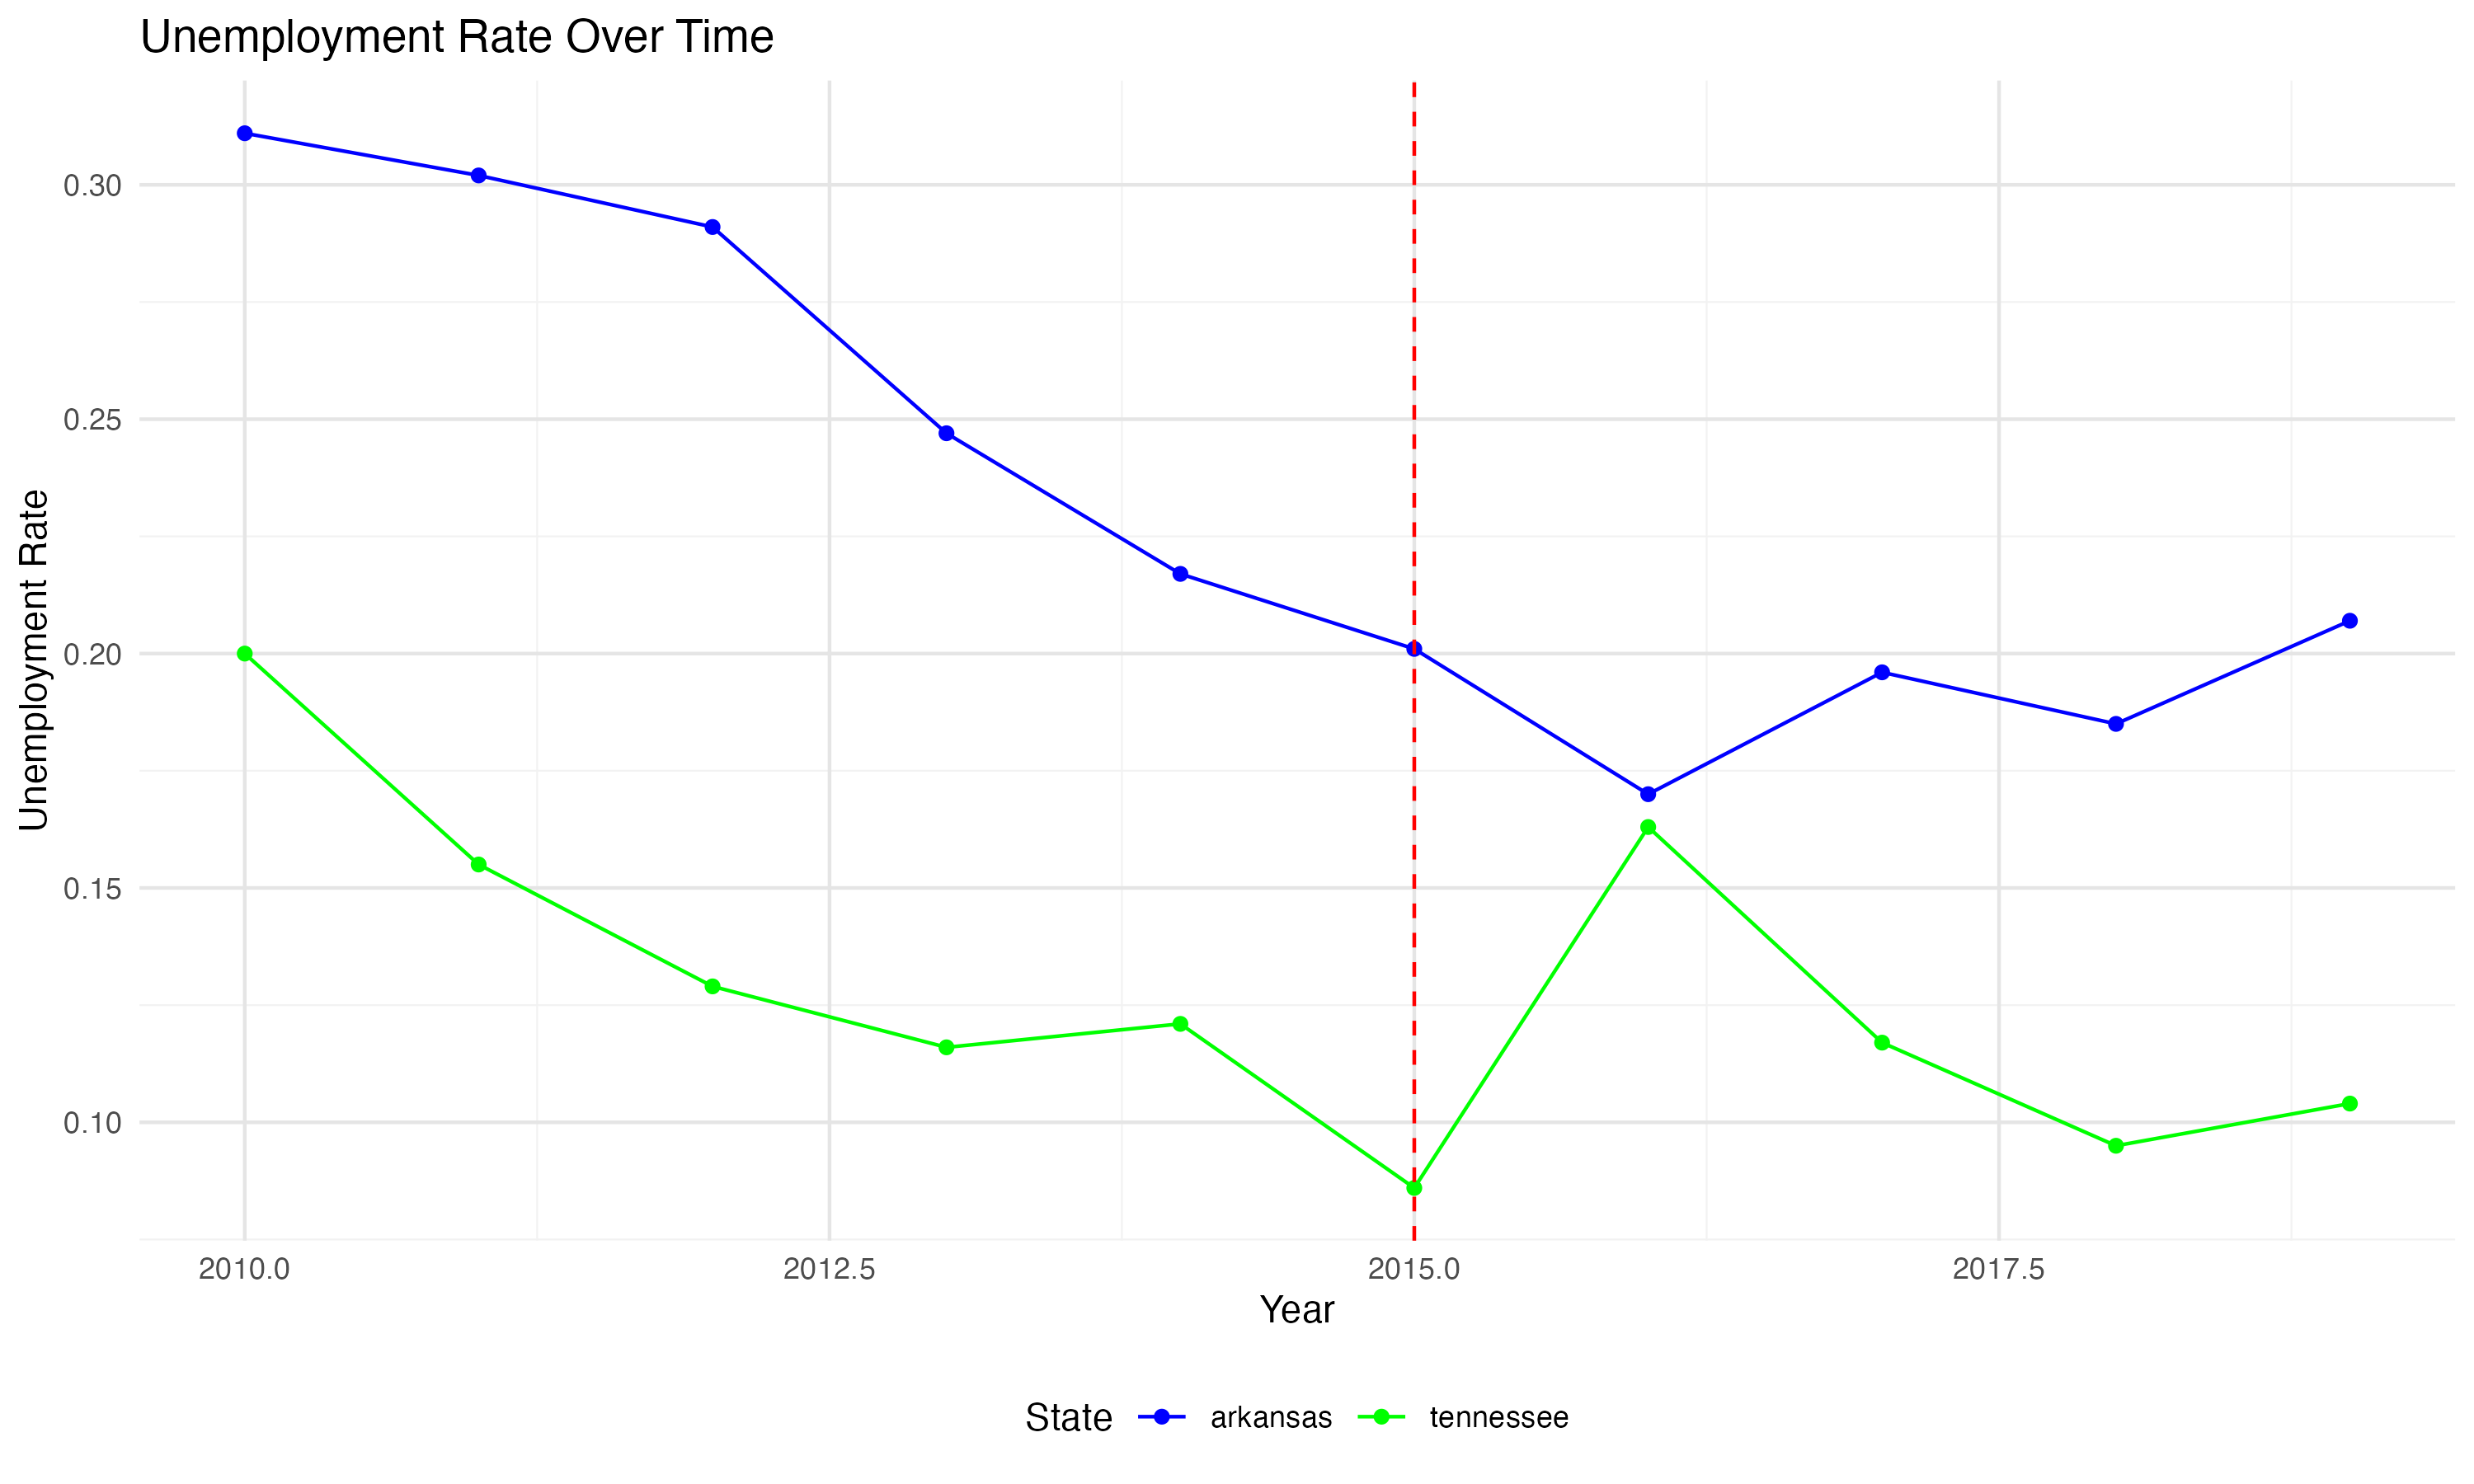 Unemployment Rate Over Time
Unemployment Rate
0.30
0.25
0.20
0.15
0.10
2010.0 2012.5 2015.0 2017.5
Year
State arkansas tennessee